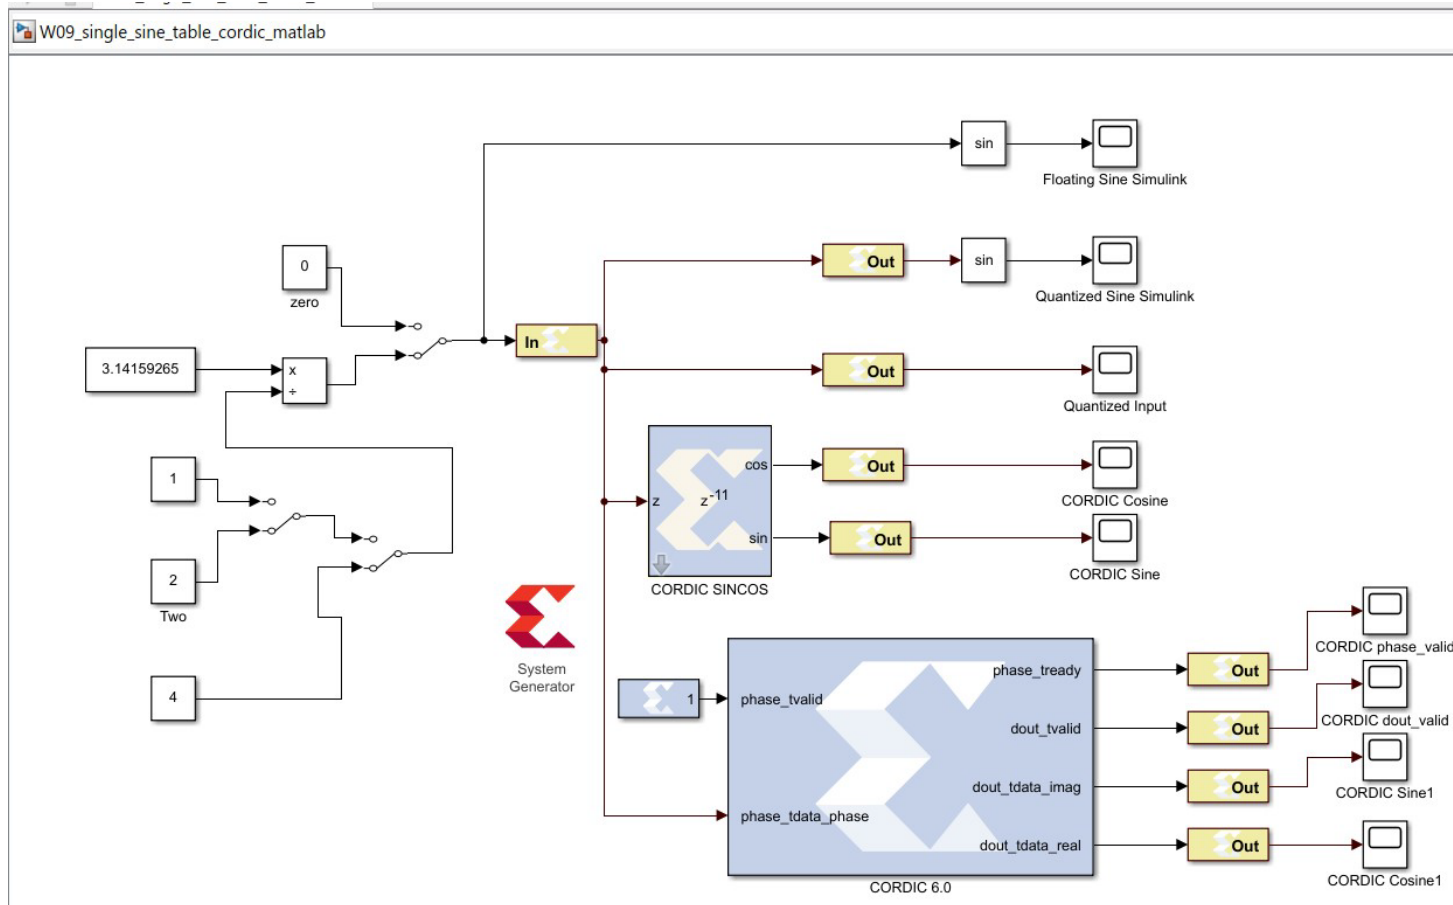 W09_single_sine_table_cordic_matlab
sin
Floating Sine Simulink
0
zero
Out
sin
Quantized Sine Simulink
In
3.14159265
x
÷
Out
Quantized Input
cos
Out
CORDIC Cosine
1
z
z-11
sin
Out
CORDIC Sine
CORDIC SINCOS
2
Two
System
Generator
4
1
phase_tvalid
phase_tdata_phase
phase_tready
dout_tvalid
dout_tdata_imag
dout_tdata_real
CORDIC 6.0
Out
CORDIC phase_valid
Out
CORDIC dout_valid
Out
CORDIC Sine1
Out
CORDIC Cosine1